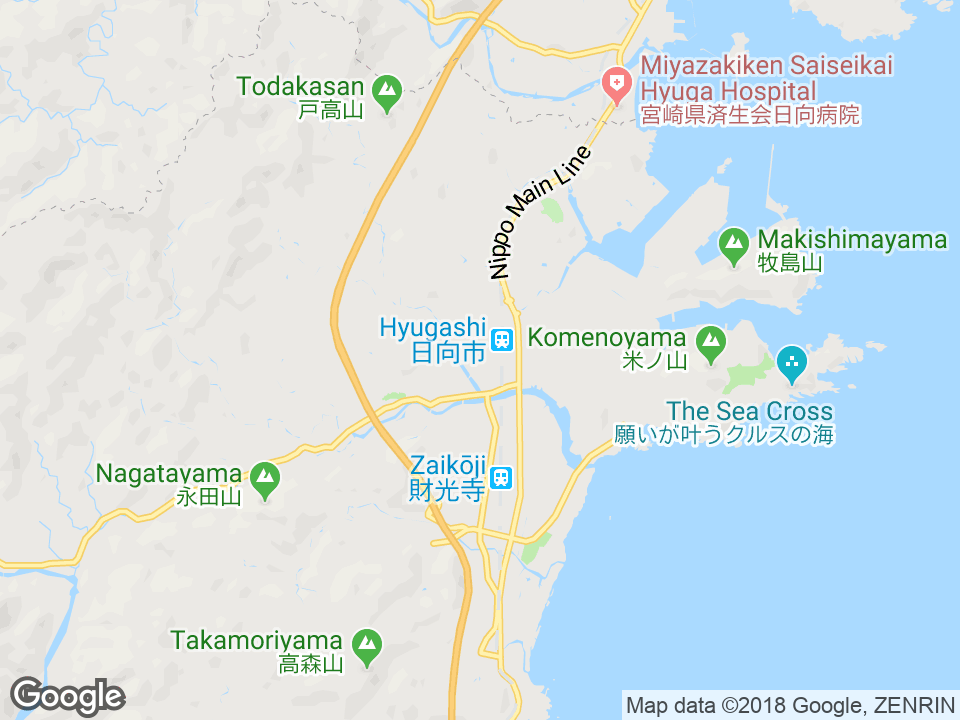 Miyazakiken Saiseikai
Hyuga Hospital
宮崎県済生会日向病院
Todakasan
戸高山
Nippo Main Line
Makishimayama
牧島山
Hyugashi
日向市
Komenoyama
米ノ山
The Sea Cross
願いが叶うクルスの海
Zaikōji
財光寺
Nagatayama
永田山
Takamoriyama
高森山
Google
Map data ©2018 Google, ZENRIN